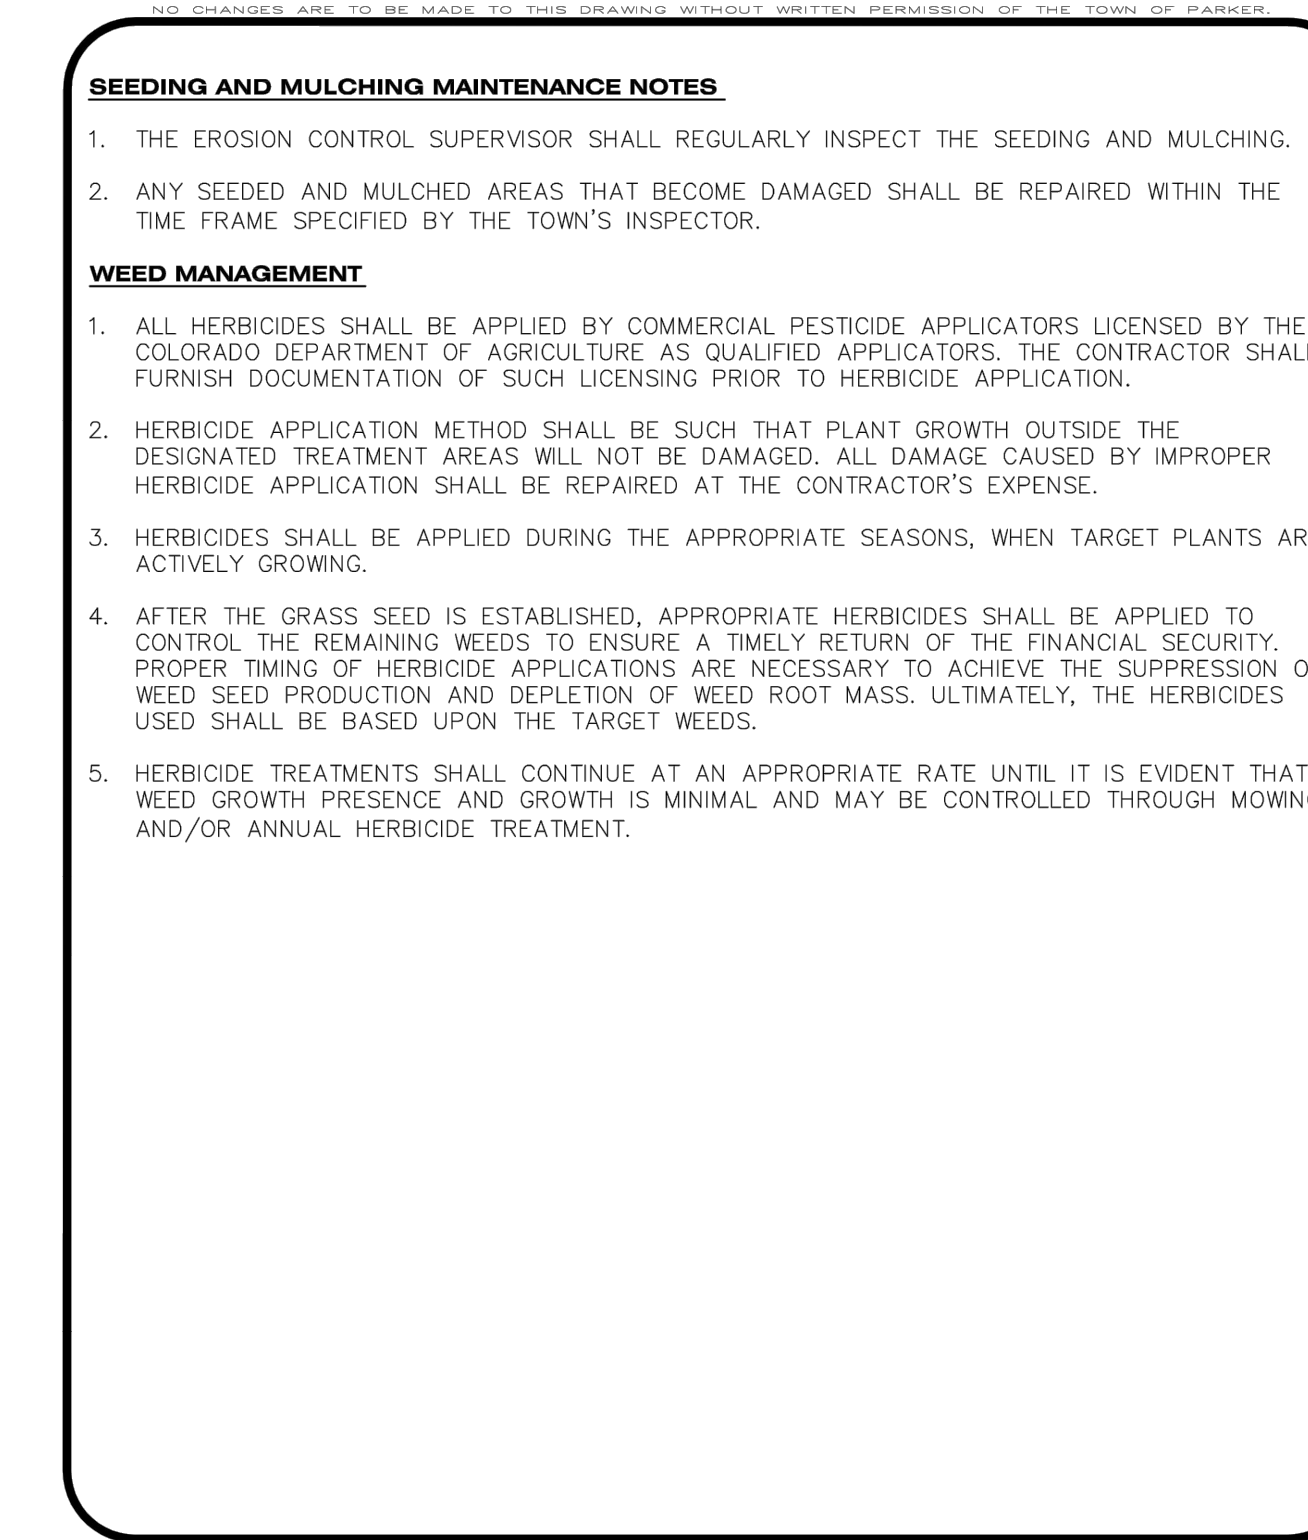 NO CHANGES ARE TO BE MADE TO THIS DRAWING WITHOUT WRITTEN PERMISSION OF THE TOWN OF PARKER.
SEEDING AND MULCHING MAINTENANCE NOTES
1. THE EROSION CONTROL SUPERVISOR SHALL REGULARLY INSPECT THE SEEDING AND MULCHING.
2. ANY SEEDED AND MULCHED AREAS THAT BECOME DAMAGED SHALL BE REPAIRED WITHIN THE
TIME FRAME SPECIFIED BY THE TOWN'S INSPECTOR.
WEED MANAGEMENT
1. ALL HERBICIDES SHALL BE APPLIED BY COMMERCIAL PESTICIDE APPLICATORS LICENSED BY THE
COLORADO DEPARTMENT OF AGRICULTURE AS QUALIFIED APPLICATORS. THE CONTRACTOR SHALL
FURNISH DOCUMENTATION OF SUCH LICENSING PRIOR TO HERBICIDE APPLICATION.
2. HERBICIDE APPLICATION METHOD SHALL BE SUCH THAT PLANT GROWTH OUTSIDE THE
DESIGNATED TREATMENT AREAS WILL NOT BE DAMAGED. ALL DAMAGE CAUSED BY IMPROPER
HERBICIDE APPLICATION SHALL BE REPAIRED AT THE CONTRACTOR'S EXPENSE.
3. HERBICIDES SHALL BE APPLIED DURING THE APPROPRIATE SEASONS, WHEN TARGET PLANTS AR
ACTIVELY GROWING.
4. AFTER THE GRASS SEED IS ESTABLISHED, APPROPRIATE HERBICIDES SHALL BE APPLIED TO
CONTROL THE REMAINING WEEDS TO ENSURE A TIMELY RETURN OF THE FINANCIAL SECURITY.
PROPER TIMING OF HERBICIDE APPLICATIONS ARE NECESSARY TO ACHIEVE THE SUPPRESSION O
WEED SEED PRODUCTION AND DEPLETION OF WEED ROOT MASS. ULTIMATELY, THE HERBICIDES
USED SHALL BE BASED UPON THE TARGET WEEDS.
5. HERBICIDE TREATMENTS SHALL CONTINUE AT AN APPROPRIATE RATE UNTIL IT IS EVIDENT THAT
WEED GROWTH PRESENCE AND GROWTH IS MINIMAL AND MAY BE CONTROLLED THROUGH MOWING
AND/OR ANNUAL HERBICIDE TREATMENT.